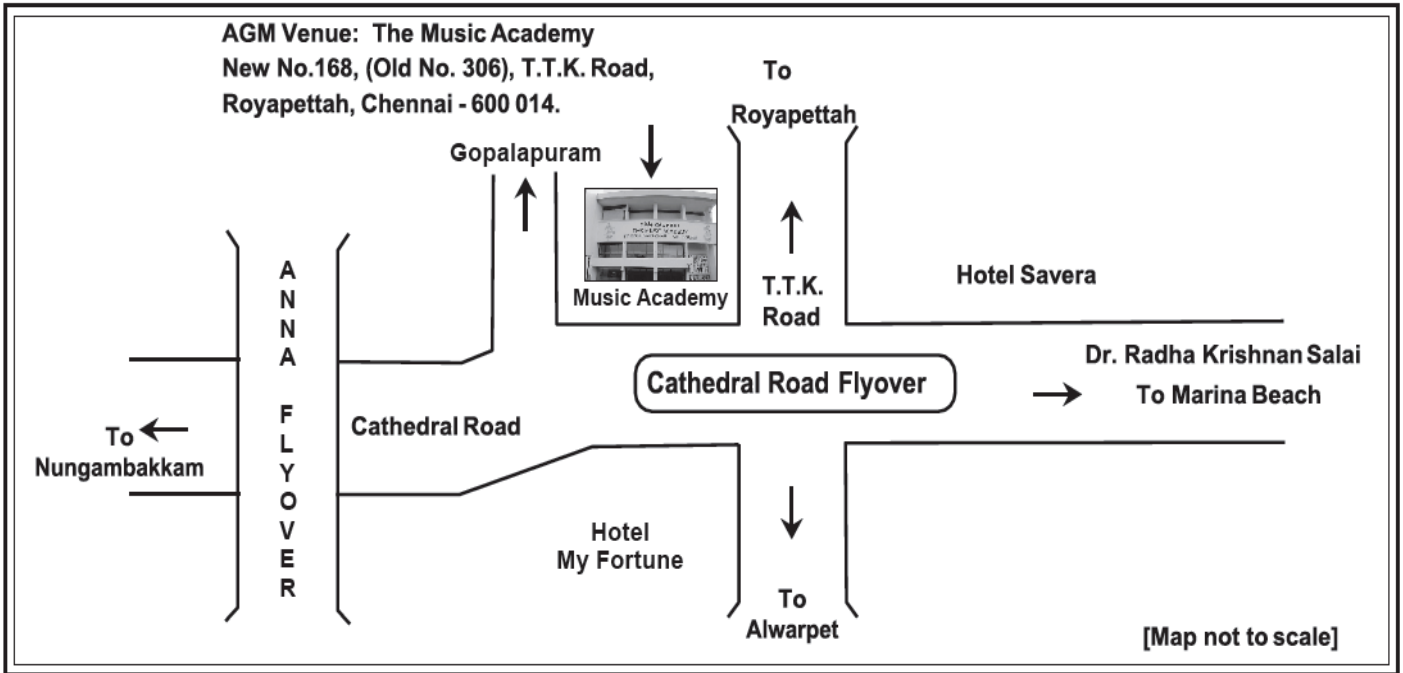 AGM Venue: The Music Academy
New No.168, (Old No. 306), T.T.K. Road,
Royapettah, Chennai - 600 014.
To
Royapettah
Gopalapuram
Music Academy
T.T.K.
Road
Hotel Savera
ANNA FLYOVER
Cathedral Road Flyover
Dr. Radha Krishnan Salai
To Marina Beach
Cathedral Road
To
Nungambakkam
Hotel
My Fortune
To
Alwarpet
[Map not to scale]